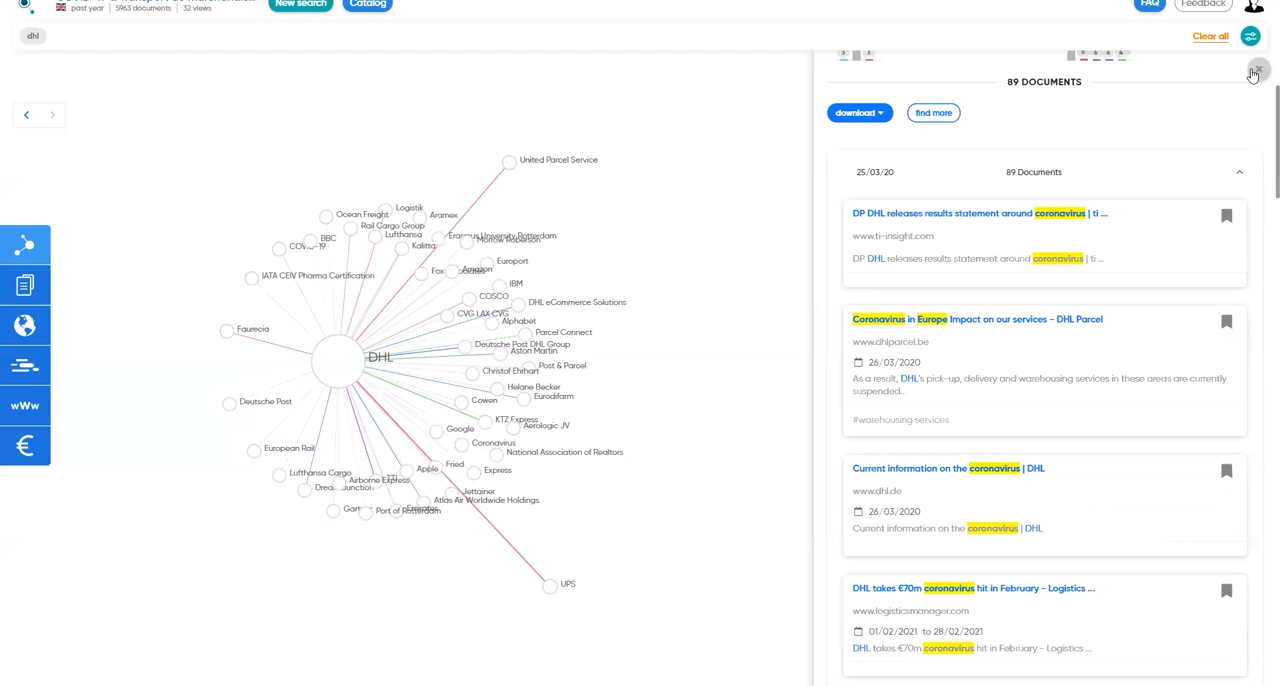 past year | 5963 documents | 32 views
New search
Catalog
FAQ
Feedback
dhl
Clear all
89 DOCUMENTS
download
find more
25/03/20
89 Documents
DP DHL releases results statement around coronavirus | ti ...
www.ti-insight.com
DP DHL releases results statement around coronavirus | ti ...
Coronavirus in Europe Impact on our services - DHL Parcel
www.dhlparcel.be
26/03/2020
As a result, DHL's pick-up, delivery and warehousing services in these areas are currently
suspended..
#warehousing services
Current information on the coronavirus | DHL
www.dhl.de
26/03/2020
Current information on the coronavirus | DHL
DHL takes €70m coronavirus hit in February - Logistics ...
www.logisticsmanager.com
01/02/2021 to 28/02/2021
DHL takes €70m coronavirus hit in February - Logistics ...
United Parcel Service
Logistik
Ocean Freight
Aramex
Rail Cargo Group
Lufthansa
Erasmus University Rotterdam
BBC
Morrow Roberson
COVID-19
Kalitta
Europort
Amazon
IATA CEIV Pharma Certification
IBM
COSCO
DHL eCommerce Solutions
CVG LAX CVG
Alphabet
Faurecia
Parcel Connect
Deutsche Post DHL Group
Aston Martin
DHL
Post & Parcel
Christof Ehrhart
Helane Becker
Eurodifarm
Deutsche Post
Cowen
KTZ Express
Aerologic JV
Google
Coronavirus
European Rail
National Association of Realtors
Fried
Apple
Express
Lufthansa Cargo
Airborne Express
TTI
Jettainer
Atlas Air Worldwide Holdings
Port of Rotterdam
Emirates
UPS
wWw
€